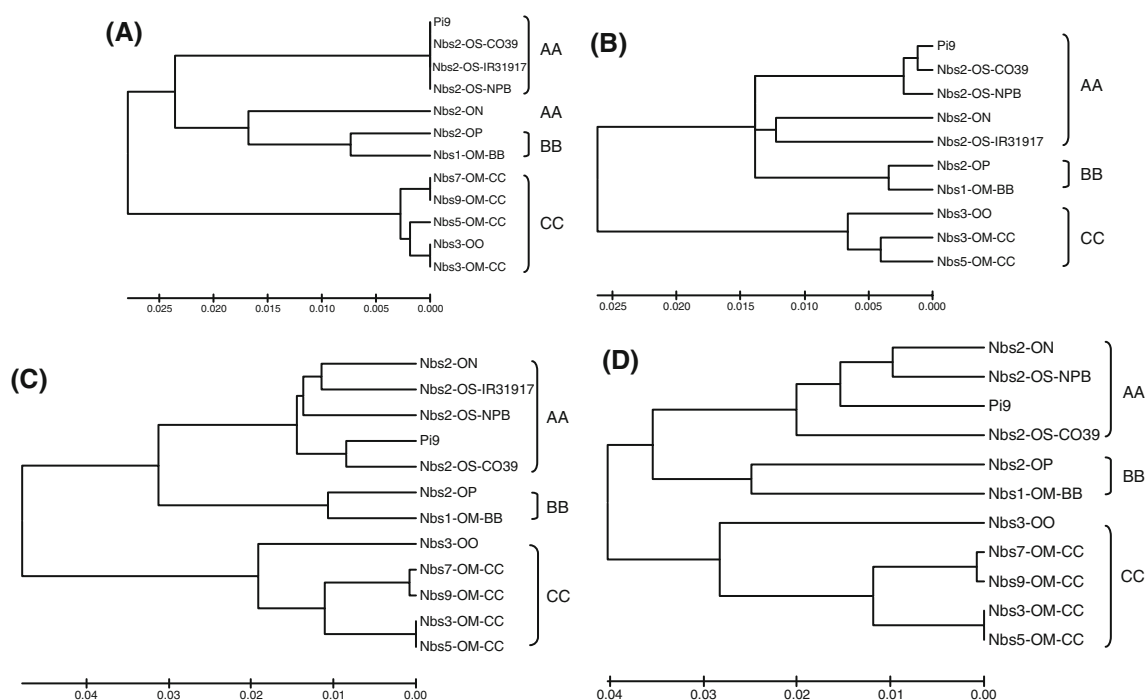 (A)
Pi9
Nbs2-OS-CO39
Nbs2-OS-IR31917
Nbs2-OS-NPB
AA
Nbs2-ON
AA
Nbs2-OP
Nbs1-OM-BB
BB
Nbs7-OM-CC
Nbs9-OM-CC
Nbs5-OM-CC
Nbs3-OO
Nbs3-OM-CC
CC
0.025 0.020 0.015 0.010 0.005 0.000
(B)
Pi9
Nbs2-OS-CO39
Nbs2-OS-NPB
Nbs2-ON
Nbs2-OS-IR31917
AA
Nbs2-OP
Nbs1-OM-BB
BB
Nbs3-OO
Nbs3-OM-CC
Nbs5-OM-CC
CC
0.025 0.020 0.015 0.010 0.005 0.000
(C)
Nbs2-ON
Nbs2-OS-IR31917
Nbs2-OS-NPB
Pi9
Nbs2-OS-CO39
AA
Nbs2-OP
Nbs1-OM-BB
BB
Nbs3-OO
Nbs7-OM-CC
Nbs9-OM-CC
Nbs3-OM-CC
Nbs5-OM-CC
CC
0.04 0.03 0.02 0.01 0.00
(D)
Nbs2-ON
Nbs2-OS-NPB
Pi9
Nbs2-OS-CO39
AA
Nbs2-OP
Nbs1-OM-BB
BB
Nbs3-OO
Nbs7-OM-CC
Nbs9-OM-CC
Nbs3-OM-CC
Nbs5-OM-CC
CC
0.04 0.03 0.02 0.01 0.00